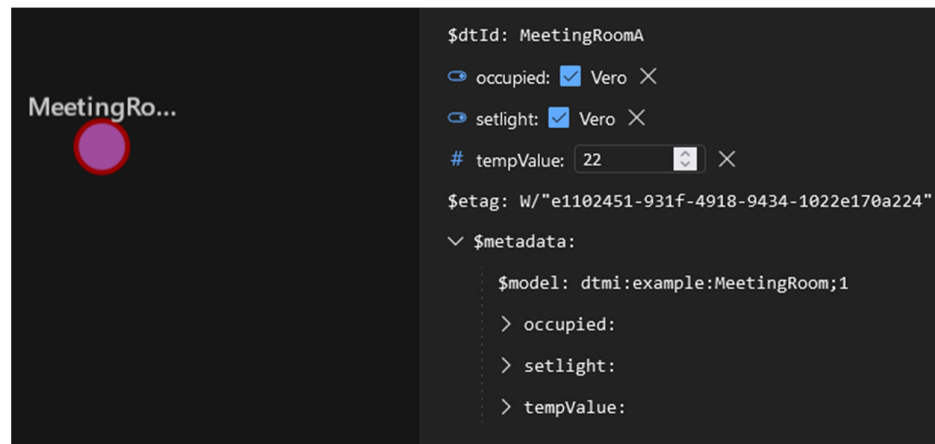 MeetingRo...
$dtId: MeetingRoomA
occupied: Vero
setlight: Vero
# tempValue: 22
$etag: W/"e1102451-931f-4918-9434-1022e170a224"
$metadata:
$model: dtmi:example:MeetingRoom;1
occupied:
setlight:
tempValue: